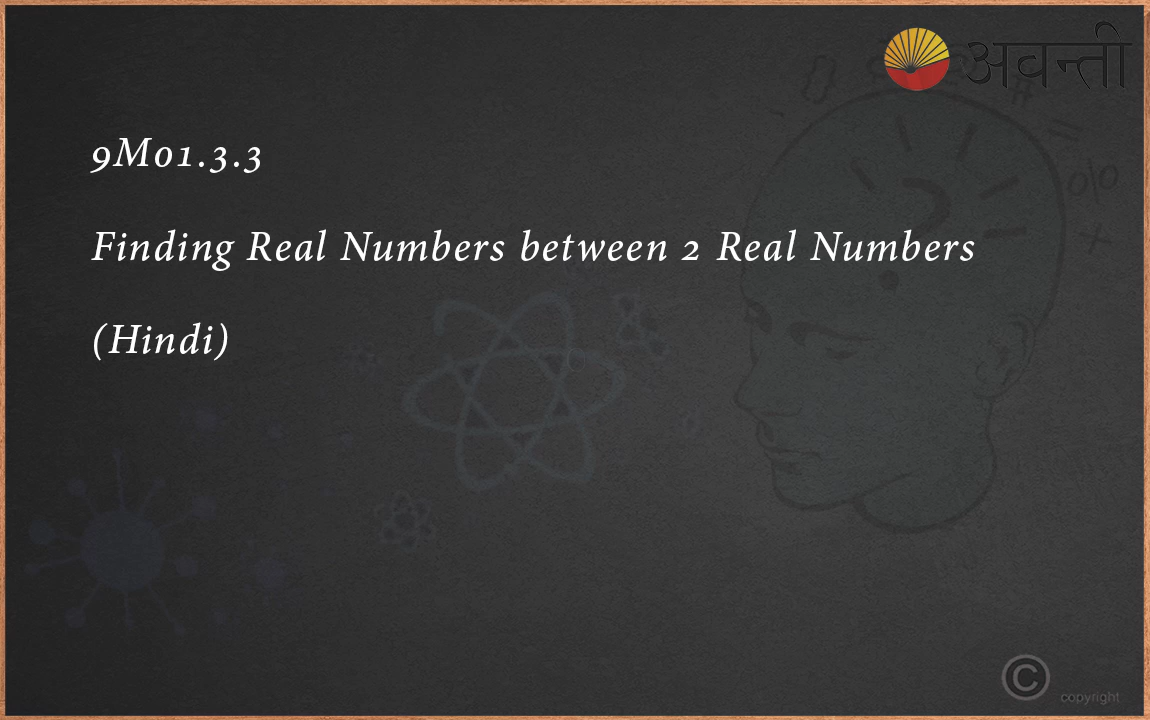 अवन्ती
9M01.3.3
Finding Real Numbers between 2 Real Numbers
(Hindi)
© copyright